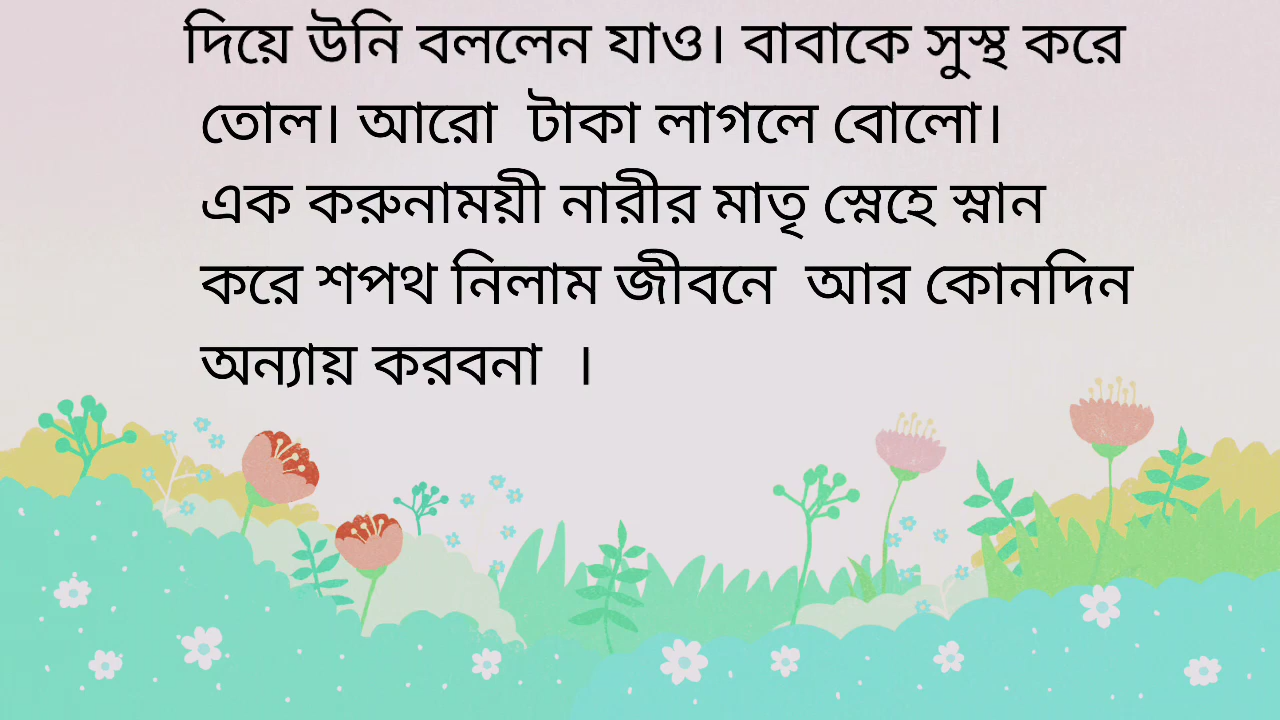 দিয়ে উনি বললেন যাও। বাবাকে সুস্থ করে
তোল। আরো টাকা লাগলে বোলো।
এক করুনাময়ী নারীর মাতৃ স্নেহে স্নান
করে শপথ নিলাম জীবনে আর কোনদিন
অন্যায় করবনা ।